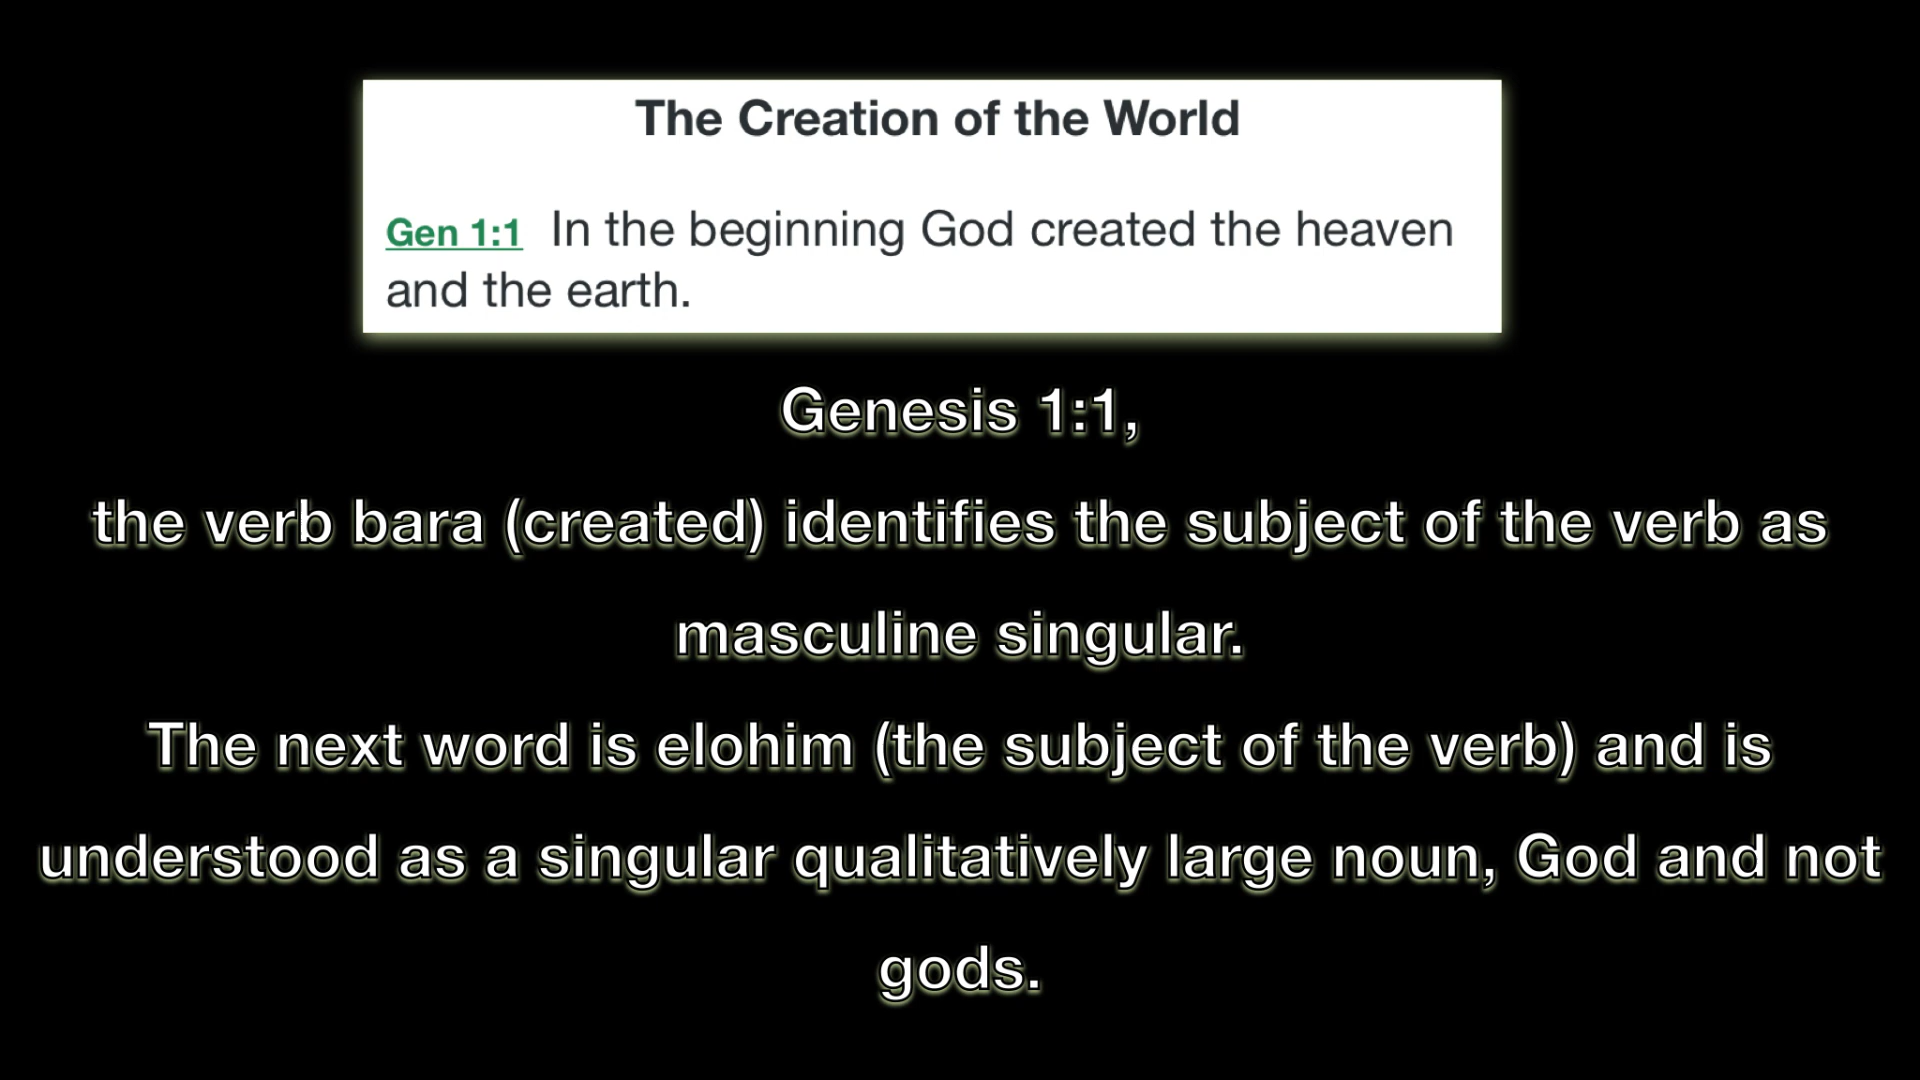 The Creation of the World
Gen 1:1 In the beginning God created the heaven
and the earth.
Genesis 1:1,
the verb bara (created) identifies the subject of the verb as
masculine singular.
The next word is elohim (the subject of the verb) and is
understood as a singular qualitatively large noun, God and not
gods.